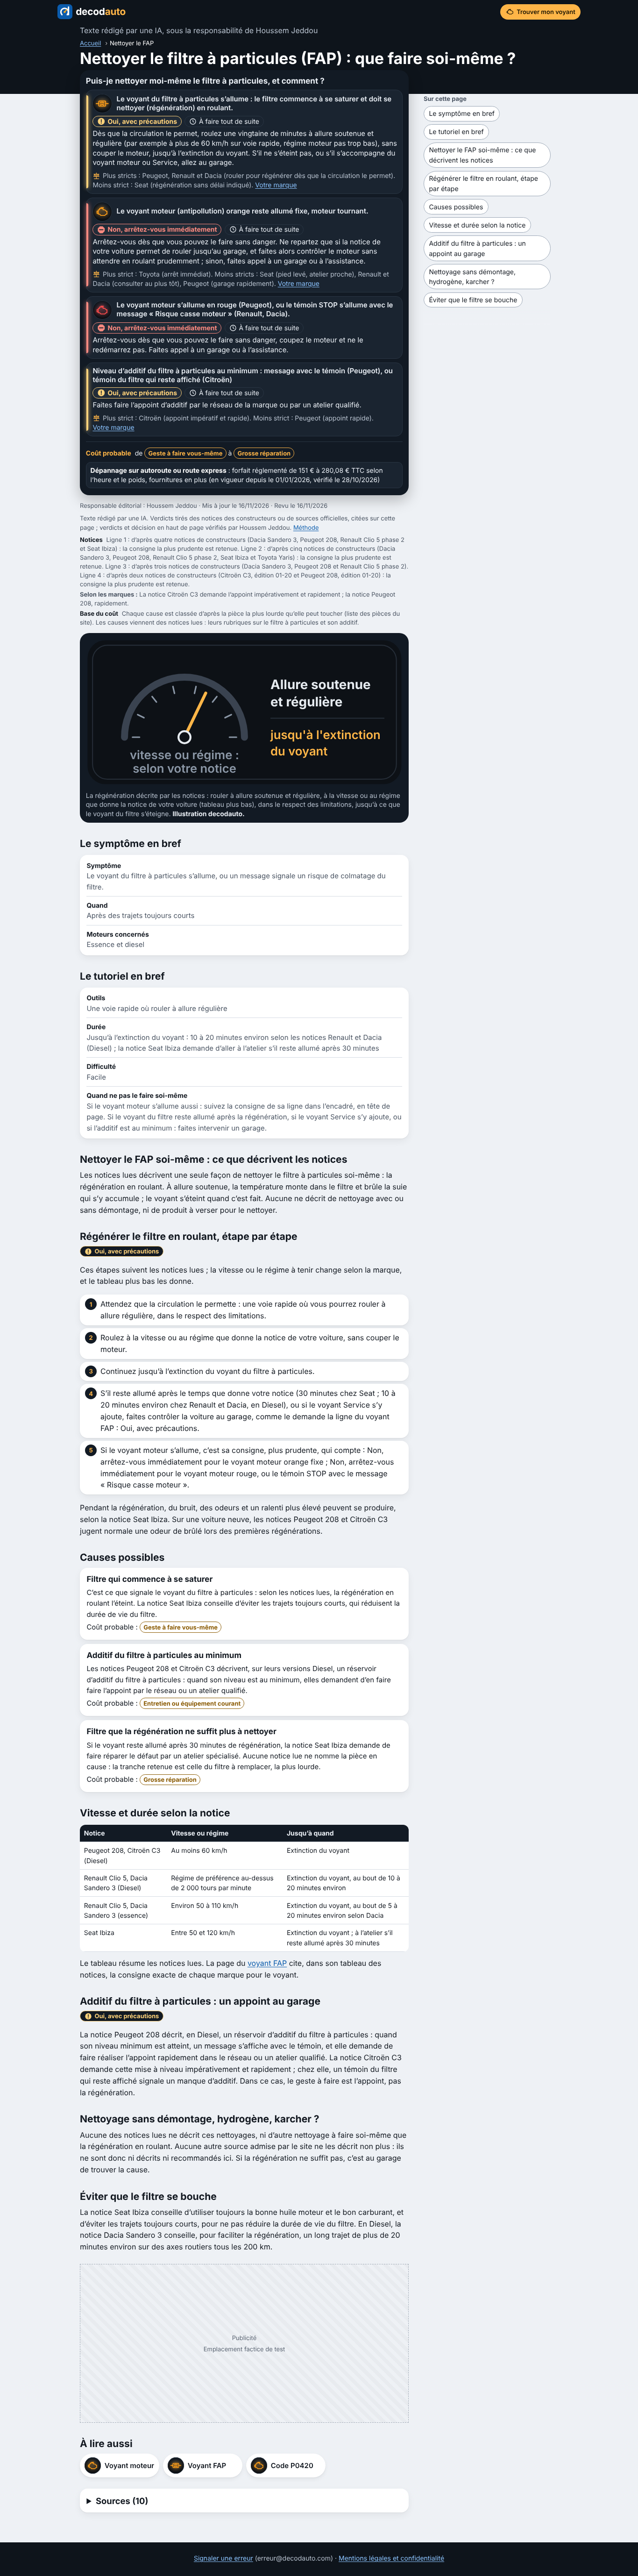 decodauto
Trouver mon voyant
Texte rédigé par une IA, sous la responsabilité de Houssem Jeddou
Accueil › Nettoyer le FAP
Nettoyer le filtre à particules (FAP) : que faire soi-même ?
Puis-je nettoyer moi-même le filtre à particules, et comment ?
Le voyant du filtre à particules s’allume : le filtre commence à se saturer et doit se
nettoyer (régénération) en roulant.
Oui, avec précautions
À faire tout de suite
Dès que la circulation le permet, roulez une vingtaine de minutes à allure soutenue et
régulière (par exemple à plus de 60 km/h sur voie rapide, régime moteur pas trop bas), sans
couper le moteur, jusqu’à l’extinction du voyant. S’il ne s’éteint pas, ou s’il s’accompagne du
voyant moteur ou Service, allez au garage.
Plus stricts : Peugeot, Renault et Dacia (rouler pour régénérer dès que la circulation le permet).
Moins strict : Seat (régénération sans délai indiqué). Votre marque
Le voyant moteur (antipollution) orange reste allumé fixe, moteur tournant.
Non, arrêtez-vous immédiatement
À faire tout de suite
Arrêtez-vous dès que vous pouvez le faire sans danger. Ne repartez que si la notice de
votre voiture permet de rouler jusqu’au garage, et faites alors contrôler le moteur sans
attendre en roulant prudemment ; sinon, faites appel à un garage ou à l’assistance.
Plus strict : Toyota (arrêt immédiat). Moins stricts : Seat (pied levé, atelier proche), Renault et
Dacia (consulter au plus tôt), Peugeot (garage rapidement). Votre marque
Le voyant moteur s’allume en rouge (Peugeot), ou le témoin STOP s’allume avec le
message « Risque casse moteur » (Renault, Dacia).
Non, arrêtez-vous immédiatement
À faire tout de suite
Arrêtez-vous dès que vous pouvez le faire sans danger, coupez le moteur et ne le
redémarrez pas. Faites appel à un garage ou à l’assistance.
Niveau d’additif du filtre à particules au minimum : message avec le témoin (Peugeot), ou
témoin du filtre qui reste affiché (Citroën)
Oui, avec précautions
À faire tout de suite
Faites faire l’appoint d’additif par le réseau de la marque ou par un atelier qualifié.
Plus strict : Citroën (appoint impératif et rapide). Moins strict : Peugeot (appoint rapide).
Votre marque
Coût probable de Geste à faire vous-même à Grosse réparation
Dépannage sur autoroute ou route express : forfait réglementé de 151 € à 280,08 € TTC selon
l’heure et le poids, fournitures en plus (en vigueur depuis le 01/01/2026, vérifié le 28/10/2026)
Responsable éditorial : Houssem Jeddou · Mis à jour le 16/11/2026 · Revu le 16/11/2026
Texte rédigé par une IA. Verdicts tirés des notices des constructeurs ou de sources officielles, citées sur cette
page ; verdicts et décision en haut de page vérifiés par Houssem Jeddou. Méthode
Notices Ligne 1 : d’après quatre notices de constructeurs (Dacia Sandero 3, Peugeot 208, Renault Clio 5 phase 2
et Seat Ibiza) : la consigne la plus prudente est retenue. Ligne 2 : d’après cinq notices de constructeurs (Dacia
Sandero 3, Peugeot 208, Renault Clio 5 phase 2, Seat Ibiza et Toyota Yaris) : la consigne la plus prudente est
retenue. Ligne 3 : d’après trois notices de constructeurs (Dacia Sandero 3, Peugeot 208 et Renault Clio 5 phase 2).
Ligne 4 : d’après deux notices de constructeurs (Citroën C3, édition 01-20 et Peugeot 208, édition 01-20) : la
consigne la plus prudente est retenue.
Selon les marques : La notice Citroën C3 demande l’appoint impérativement et rapidement ; la notice Peugeot
208, rapidement.
Base du coût Chaque cause est classée d’après la pièce la plus lourde qu’elle peut toucher (liste des pièces du
site). Les causes viennent des notices lues : leurs rubriques sur le filtre à particules et son additif.
vitesse ou régime :
selon votre notice
Allure soutenue
et régulière
jusqu'à l'extinction
du voyant
La régénération décrite par les notices : rouler à allure soutenue et régulière, à la vitesse ou au régime
que donne la notice de votre voiture (tableau plus bas), dans le respect des limitations, jusqu’à ce que
le voyant du filtre s’éteigne. Illustration decodauto.
Le symptôme en bref
Symptôme
Le voyant du filtre à particules s’allume, ou un message signale un risque de colmatage du
filtre.
Quand
Après des trajets toujours courts
Moteurs concernés
Essence et diesel
Le tutoriel en bref
Outils
Une voie rapide où rouler à allure régulière
Durée
Jusqu’à l’extinction du voyant : 10 à 20 minutes environ selon les notices Renault et Dacia
(Diesel) ; la notice Seat Ibiza demande d’aller à l’atelier s’il reste allumé après 30 minutes
Difficulté
Facile
Quand ne pas le faire soi-même
Si le voyant moteur s’allume aussi : suivez la consigne de sa ligne dans l’encadré, en tête de
page. Si le voyant du filtre reste allumé après la régénération, si le voyant Service s’y ajoute, ou
si l’additif est au minimum : faites intervenir un garage.
Nettoyer le FAP soi-même : ce que décrivent les notices
Les notices lues décrivent une seule façon de nettoyer le filtre à particules soi-même : la
régénération en roulant. À allure soutenue, la température monte dans le filtre et brûle la suie
qui s’y accumule ; le voyant s’éteint quand c’est fait. Aucune ne décrit de nettoyage avec ou
sans démontage, ni de produit à verser pour le nettoyer.
Régénérer le filtre en roulant, étape par étape
Oui, avec précautions
Ces étapes suivent les notices lues ; la vitesse ou le régime à tenir change selon la marque,
et le tableau plus bas les donne.
1 Attendez que la circulation le permette : une voie rapide où vous pourrez rouler à
allure régulière, dans le respect des limitations.
2 Roulez à la vitesse ou au régime que donne la notice de votre voiture, sans couper le
moteur.
3 Continuez jusqu’à l’extinction du voyant du filtre à particules.
4 S’il reste allumé après le temps que donne votre notice (30 minutes chez Seat ; 10 à
20 minutes environ chez Renault et Dacia, en Diesel), ou si le voyant Service s’y
ajoute, faites contrôler la voiture au garage, comme le demande la ligne du voyant
FAP : Oui, avec précautions.
5 Si le voyant moteur s’allume, c’est sa consigne, plus prudente, qui compte : Non,
arrêtez-vous immédiatement pour le voyant moteur orange fixe ; Non, arrêtez-vous
immédiatement pour le voyant moteur rouge, ou le témoin STOP avec le message
« Risque casse moteur ».
Pendant la régénération, du bruit, des odeurs et un ralenti plus élevé peuvent se produire,
selon la notice Seat Ibiza. Sur une voiture neuve, les notices Peugeot 208 et Citroën C3
jugent normale une odeur de brûlé lors des premières régénérations.
Causes possibles
Filtre qui commence à se saturer
C’est ce que signale le voyant du filtre à particules : selon les notices lues, la régénération en
roulant l’éteint. La notice Seat Ibiza conseille d’éviter les trajets toujours courts, qui réduisent la
durée de vie du filtre.
Coût probable : Geste à faire vous-même
Additif du filtre à particules au minimum
Les notices Peugeot 208 et Citroën C3 décrivent, sur leurs versions Diesel, un réservoir
d’additif du filtre à particules : quand son niveau est au minimum, elles demandent d’en faire
faire l’appoint par le réseau ou un atelier qualifié.
Coût probable : Entretien ou équipement courant
Filtre que la régénération ne suffit plus à nettoyer
Si le voyant reste allumé après 30 minutes de régénération, la notice Seat Ibiza demande de
faire réparer le défaut par un atelier spécialisé. Aucune notice lue ne nomme la pièce en
cause : la tranche retenue est celle du filtre à remplacer, la plus lourde.
Coût probable : Grosse réparation
Vitesse et durée selon la notice
Notice Vitesse ou régime Jusqu’à quand
Peugeot 208, Citroën C3 Au moins 60 km/h Extinction du voyant
(Diesel)
Renault Clio 5, Dacia Régime de préférence au-dessus Extinction du voyant, au bout de 10 à
Sandero 3 (Diesel) de 2 000 tours par minute 20 minutes environ
Renault Clio 5, Dacia Environ 50 à 110 km/h Extinction du voyant, au bout de 5 à
Sandero 3 (essence) 20 minutes environ selon Dacia
Seat Ibiza Entre 50 et 120 km/h Extinction du voyant ; à l’atelier s’il
reste allumé après 30 minutes
Le tableau résume les notices lues. La page du voyant FAP cite, dans son tableau des
notices, la consigne exacte de chaque marque pour le voyant.
Additif du filtre à particules : un appoint au garage
Oui, avec précautions
La notice Peugeot 208 décrit, en Diesel, un réservoir d’additif du filtre à particules : quand
son niveau minimum est atteint, un message s’affiche avec le témoin, et elle demande de
faire réaliser l’appoint rapidement dans le réseau ou un atelier qualifié. La notice Citroën C3
demande cette mise à niveau impérativement et rapidement ; chez elle, un témoin du filtre
qui reste affiché signale un manque d’additif. Dans ce cas, le geste à faire est l’appoint, pas
la régénération.
Nettoyage sans démontage, hydrogène, karcher ?
Aucune des notices lues ne décrit ces nettoyages, ni d’autre nettoyage à faire soi-même que
la régénération en roulant. Aucune autre source admise par le site ne les décrit non plus : ils
ne sont donc ni décrits ni recommandés ici. Si la régénération ne suffit pas, c’est au garage
de trouver la cause.
Éviter que le filtre se bouche
La notice Seat Ibiza conseille d’utiliser toujours la bonne huile moteur et le bon carburant, et
d’éviter les trajets toujours courts, pour ne pas réduire la durée de vie du filtre. En Diesel, la
notice Dacia Sandero 3 conseille, pour faciliter la régénération, un long trajet de plus de 20
minutes environ sur des axes routiers tous les 200 km.
Publicité
Emplacement factice de test
À lire aussi
Voyant moteur
Voyant FAP
Code P0420
Sources (10)
Sur cette page
Le symptôme en bref
Le tutoriel en bref
Nettoyer le FAP soi-même : ce que
décrivent les notices
Régénérer le filtre en roulant, étape
par étape
Causes possibles
Vitesse et durée selon la notice
Additif du filtre à particules : un
appoint au garage
Nettoyage sans démontage,
hydrogène, karcher ?
Éviter que le filtre se bouche
Signaler une erreur (erreur@decodauto.com) · Mentions légales et confidentialité